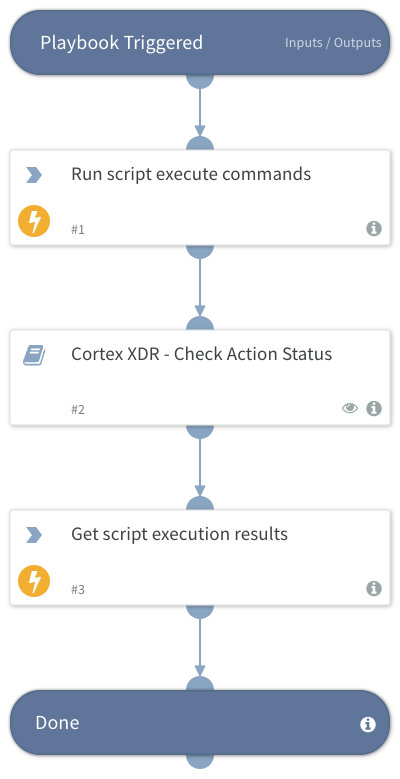 Playbook Triggered
Inputs / Outputs
Run script execute commands
#1
Cortex XDR - Check Action Status
#2
Get script execution results
#3
Done